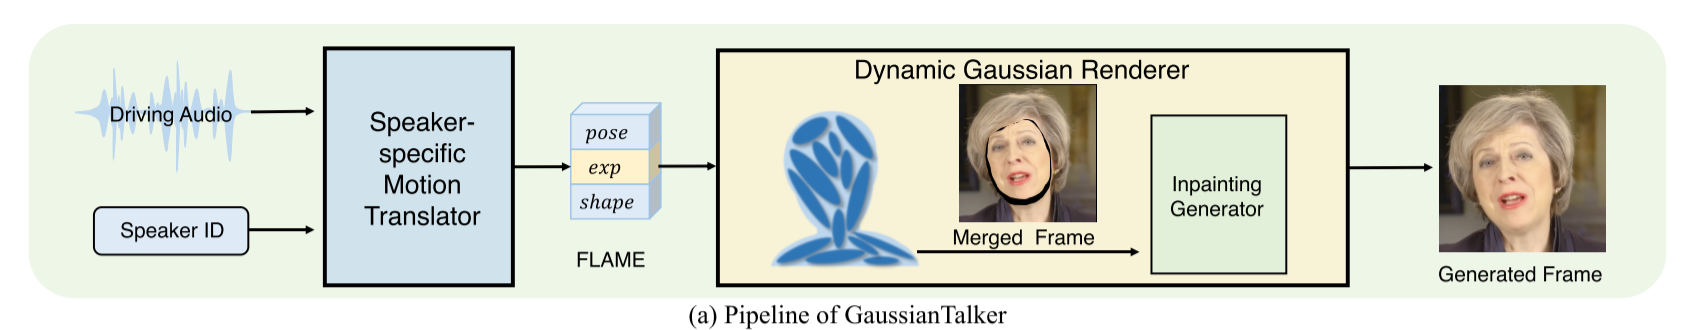 Driving Audio
Speaker ID
Speaker-
specific
Motion
Translator
pose
exp
shape
FLAME
Dynamic Gaussian Renderer
Merged Frame
Inpainting
Generator
Generated Frame
(a) Pipeline of GaussianTalker